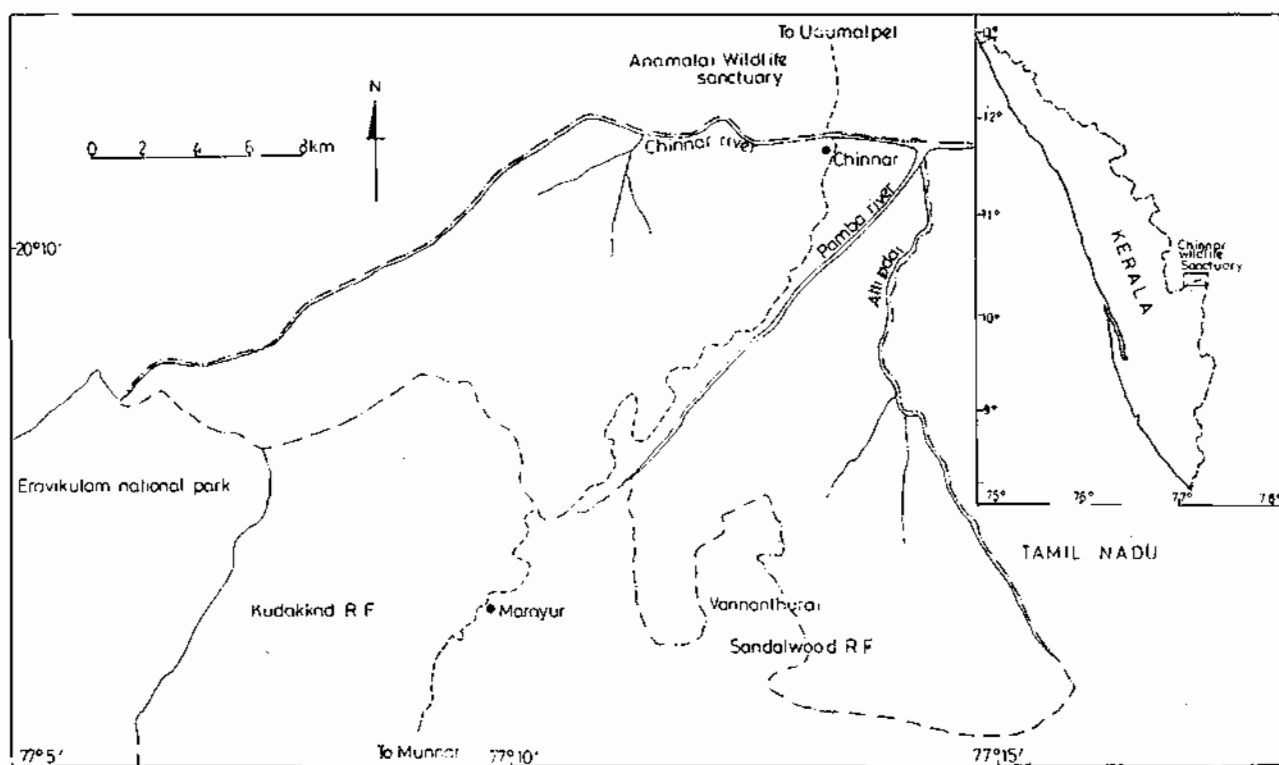 To Udumalpet
Anamalai Wildlife
sanctuary
N
0 2 4 6 8km
Chinnar river
Chinnar
Pamba river
20°10'
Eravikulam national park
Kudakkad R F
Marayur
Vannanthurai
Sandalwood R F
TAMIL NADU
To Munnar
77°5'
77°10'
77°15'
13°
12°
11°
10°
9°
KERALA
Chinnar
wildlife
Sanctuary
75°
76°
77°
78°